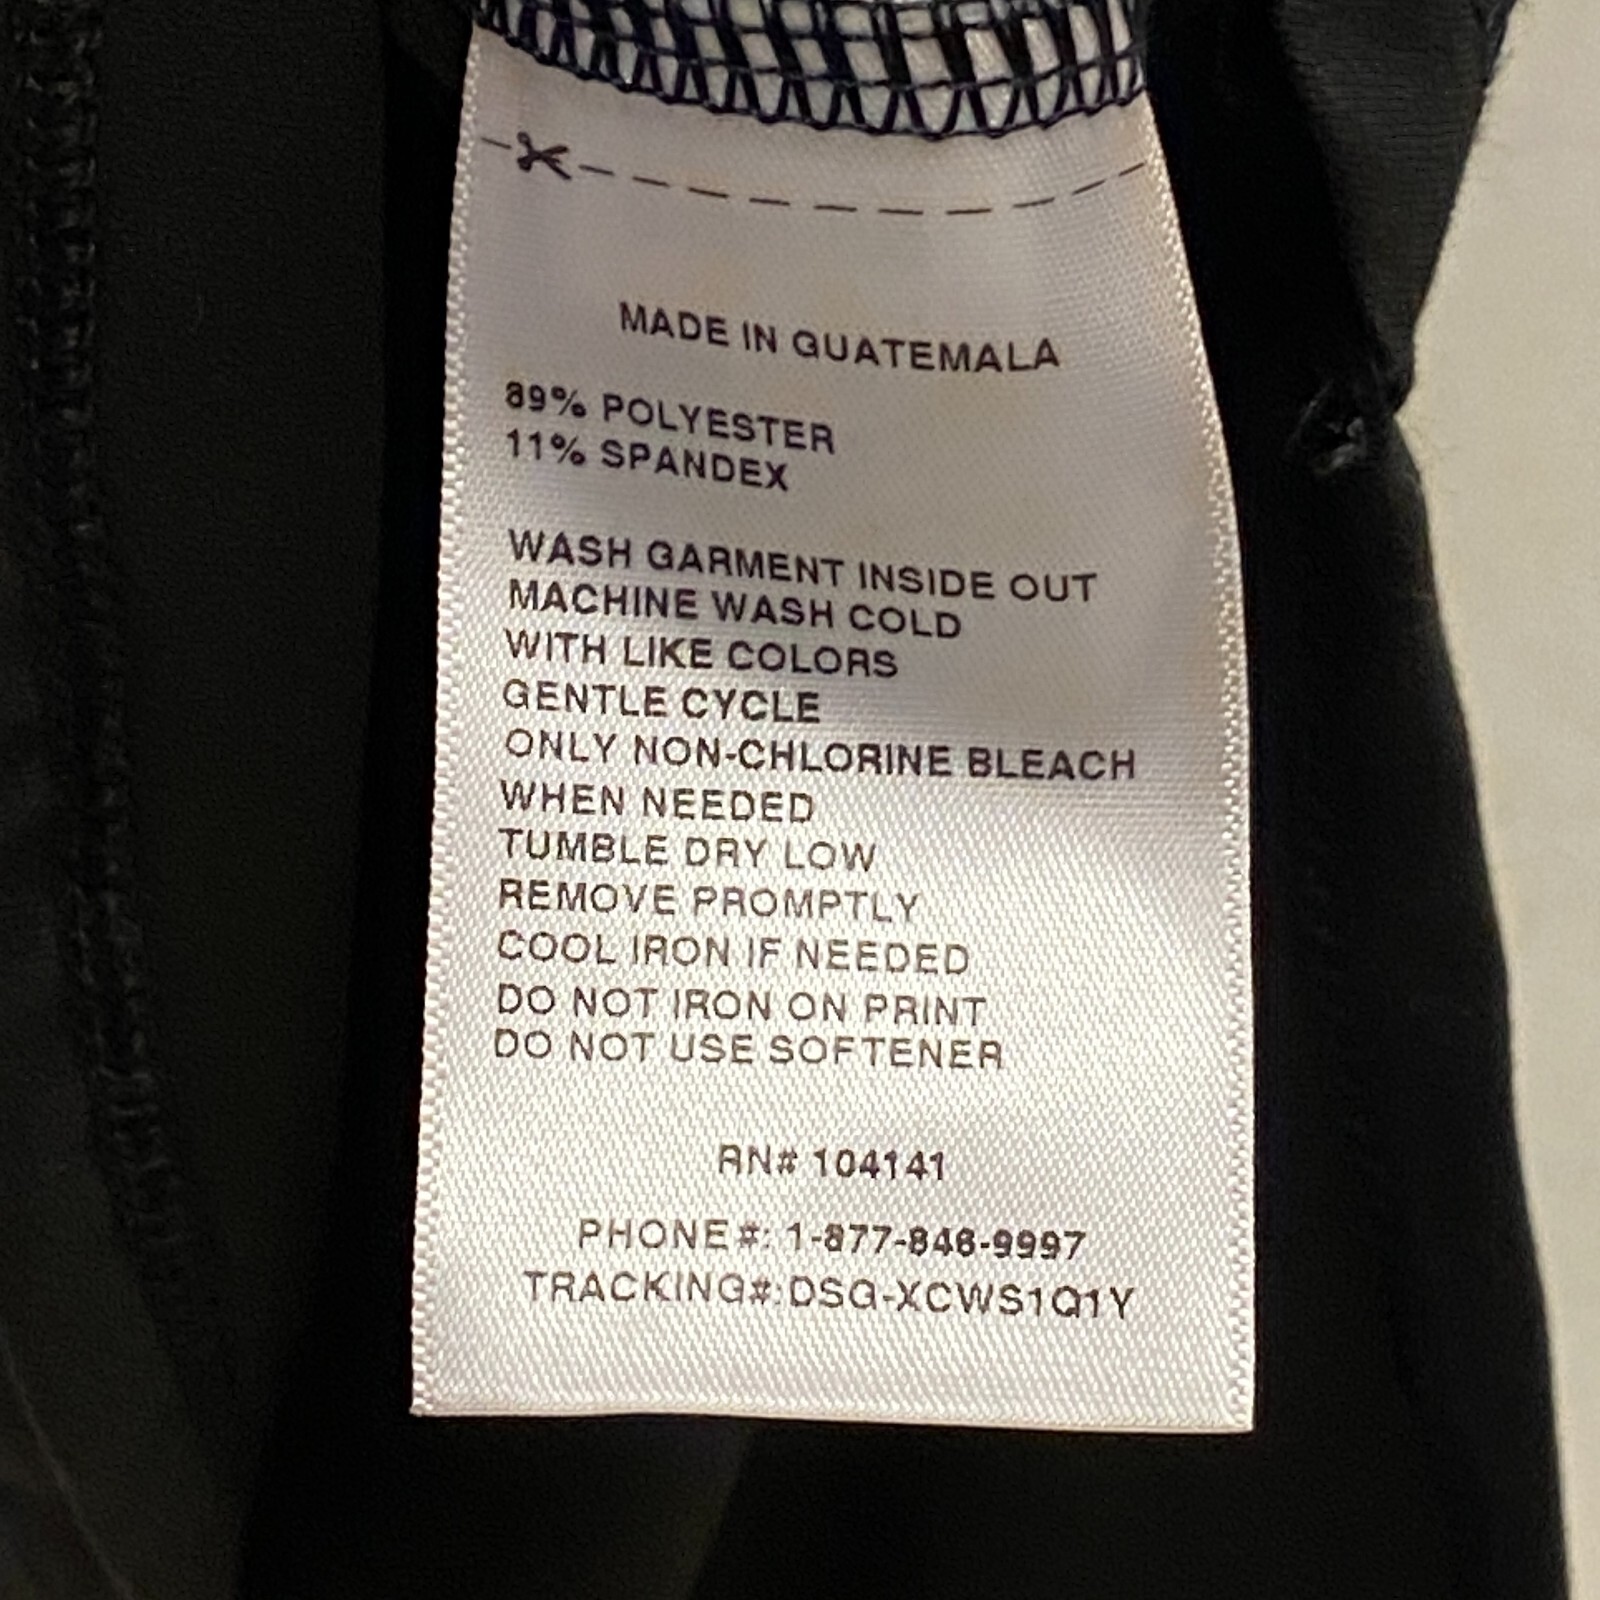 MADE IN GUATEMALA
89% POLYESTER
11% SPANDEX
WASH GARMENT INSIDE OUT
MACHINE WASH COLD
WITH LIKE COLORS
GENTLE CYCLE
ONLY NON-CHLORINE BLEACH
WHEN NEEDED
TUMBLE DRY LOW
REMOVE PROMPTLY
COOL IRON IF NEEDED
DO NOT IRON ON PRINT
DO NOT USE SOFTENER
RN# 104141
PHONE#: 1-877-846-9997
TRACKING#:DSG-XCWS1Q1Y